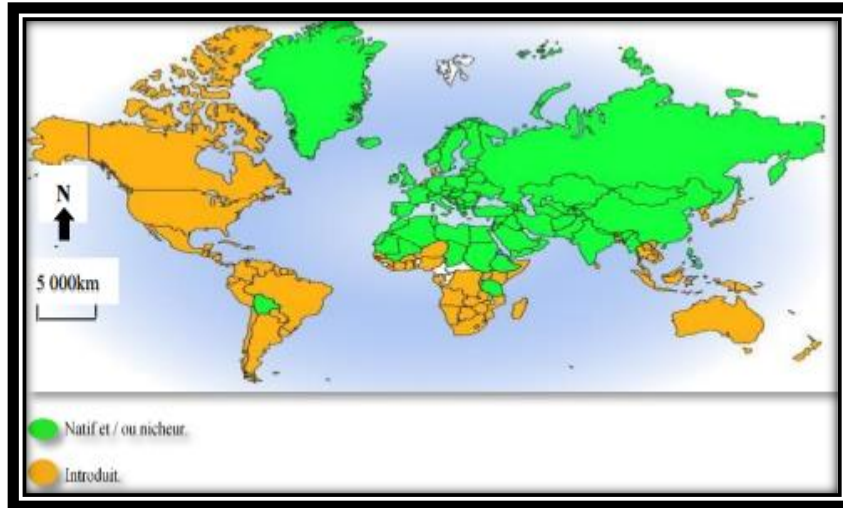 N
5 000km
Natif et / ou nicheur.
Introduit.